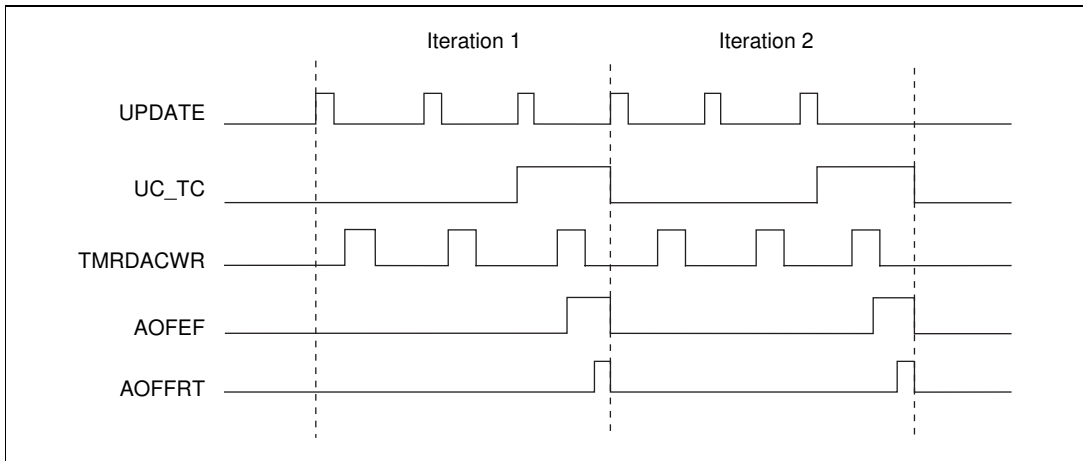 Iteration 1 Iteration 2
UPDATE
UC_TC
TMRDACWR
AOFEF
AOFFRT